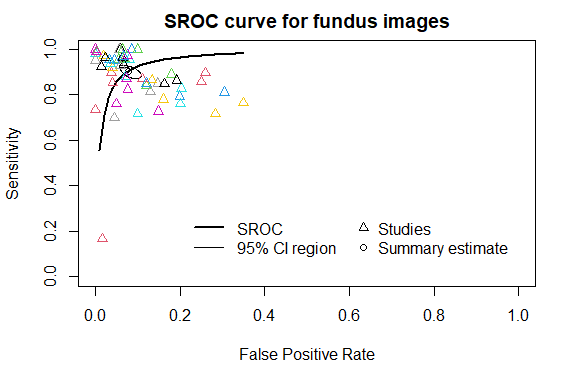 SROC curve for fundus images
Sensitivity
1.0
0.8
0.6
0.4
0.2
0.0
SROC
95% CI region
Studies
Summary estimate
0.0 0.2 0.4 0.6 0.8 1.0
False Positive Rate